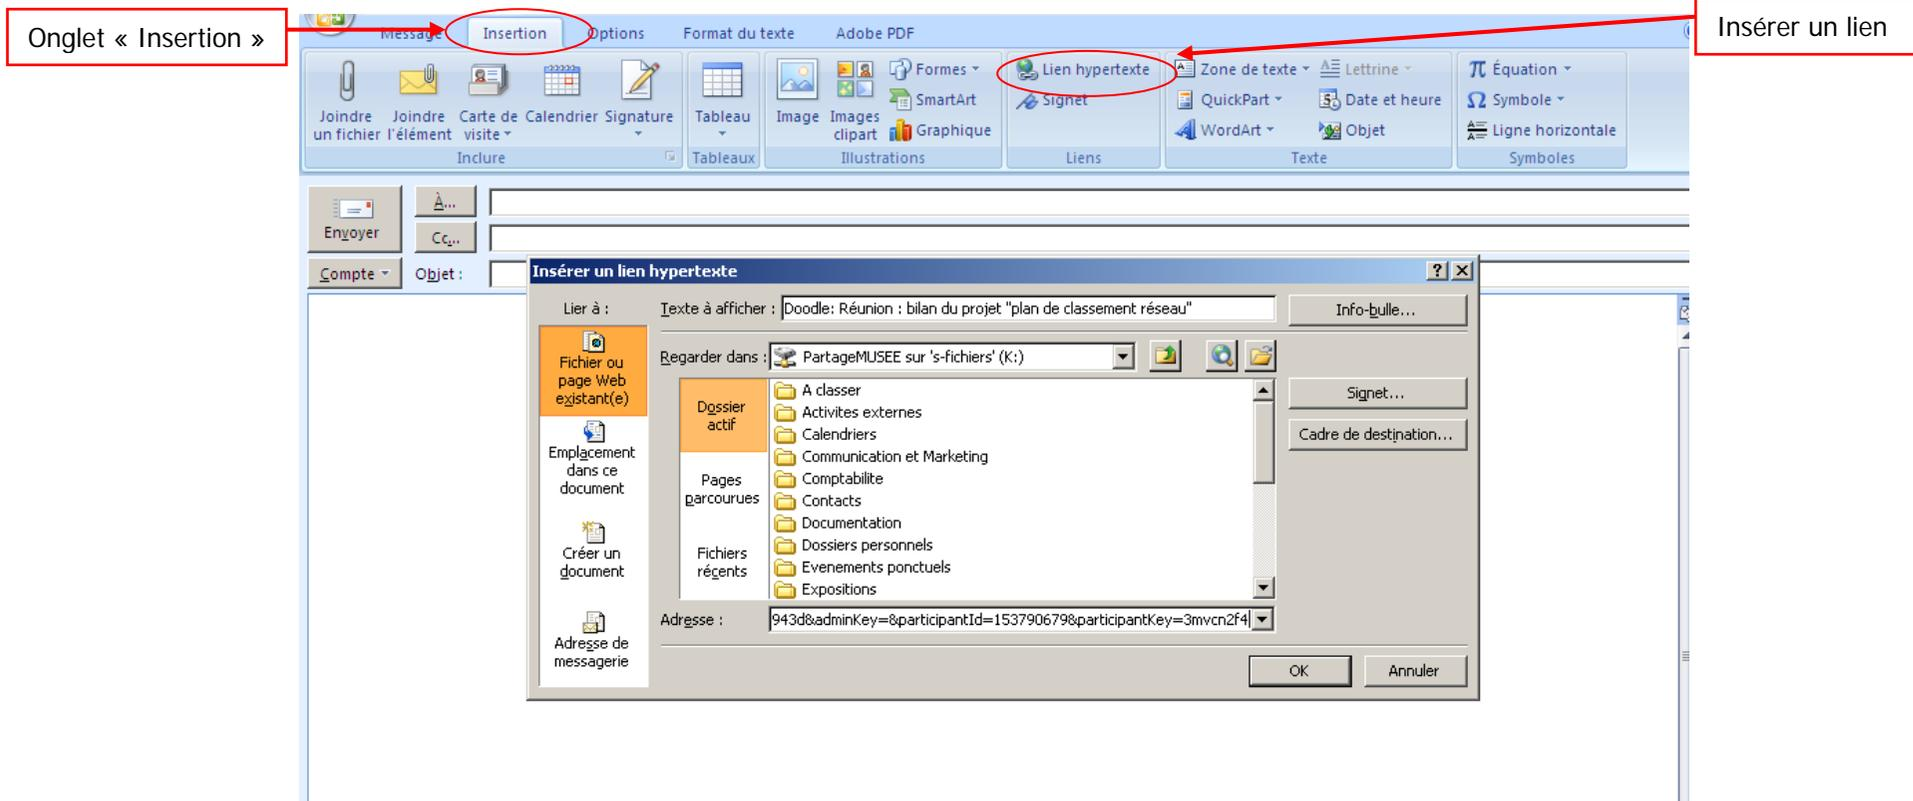 Onglet « Insertion »
Insérer un lien
Message Insertion Options Format du texte Adobe PDF
Joindre un fichier
Joindre l'élément
Carte de visite
Calendrier
Signature
Inclure
Tableau
Tableaux
Image
Images clipart
Formes
SmartArt
Graphique
Illustrations
Lien hypertexte
Signet
Liens
Zone de texte
QuickPart
WordArt
Lettrine
Date et heure
Objet
Texte
π Équation
Ω Symbole
Ligne horizontale
Symboles
Envoyer
À...
Cc...
Compte
Objet :
Insérer un lien hypertexte
Lier à :
Texte à afficher : Doodle: Réunion : bilan du projet "plan de classement réseau"
Info-bulle...
Fichier ou
page Web
existant(e)
Emplacement
dans ce
document
Créer un
document
Adresse de
messagerie
Regarder dans : PartageMUSEE sur 's-fichiers' (K:)
Dossier
actif
Pages
parcourues
Fichiers
récents
A classer
Activites externes
Calendriers
Communication et Marketing
Comptabilite
Contacts
Documentation
Dossiers personnels
Evenements ponctuels
Expositions
Signet...
Cadre de destination...
Adresse : 943d&adminKey=&participantId=153790679&participantKey=3mvcn2f4
OK
Annuler